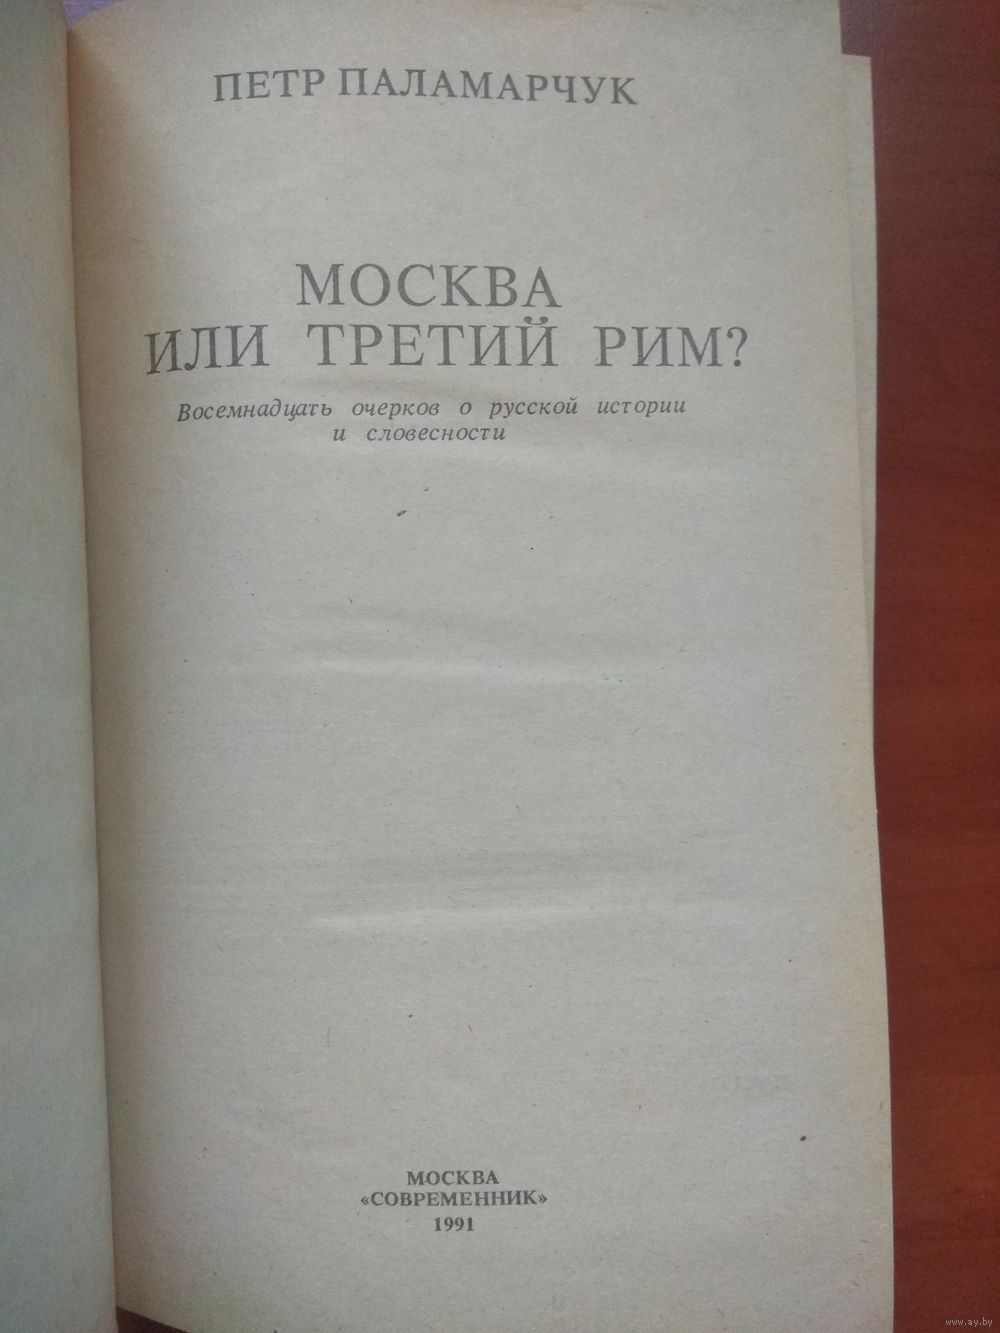 ПЕТР ПАЛАМАРЧУК
МОСКВА
ИЛИ ТРЕТИЙ РИМ?
Восемнадцать очерков о русской истории
и словесности
МОСКВА
«СОВРЕМЕННИК»
1991
www.ay.by